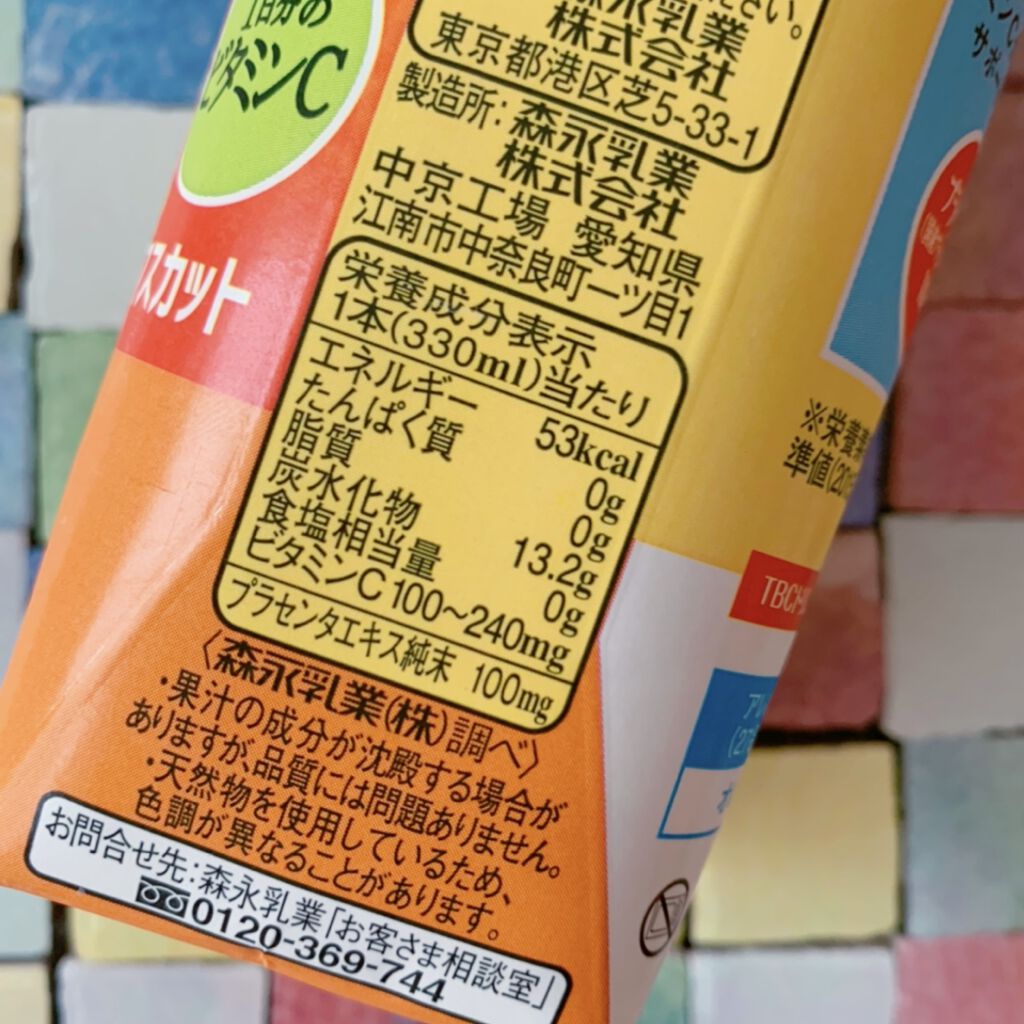 1日分の
ビタミンC
スカット
ださい。
森永乳業
株式会社
東京都港区芝5-33-1
製造所:森永乳業
株式会社
中京工場 愛知県
江南市中奈良町一ツ目1
栄養成分表示
1本(330ml)当たり
エネルギー 53kcal
たんぱく質 0g
脂質 0g
炭水化物 13.2g
食塩相当量 0g
ビタミンC 100~240mg
プラセンタエキス純末 100mg
〈森永乳業(株)調べ〉
・果汁の成分が沈殿する場合が
ありますが、品質には問題ありません。
・天然物を使用しているため、
色調が異なることがあります。
お問合せ先:森永乳業「お客さま相談室」
0120-369-744
※栄養素
準値(201
TBC